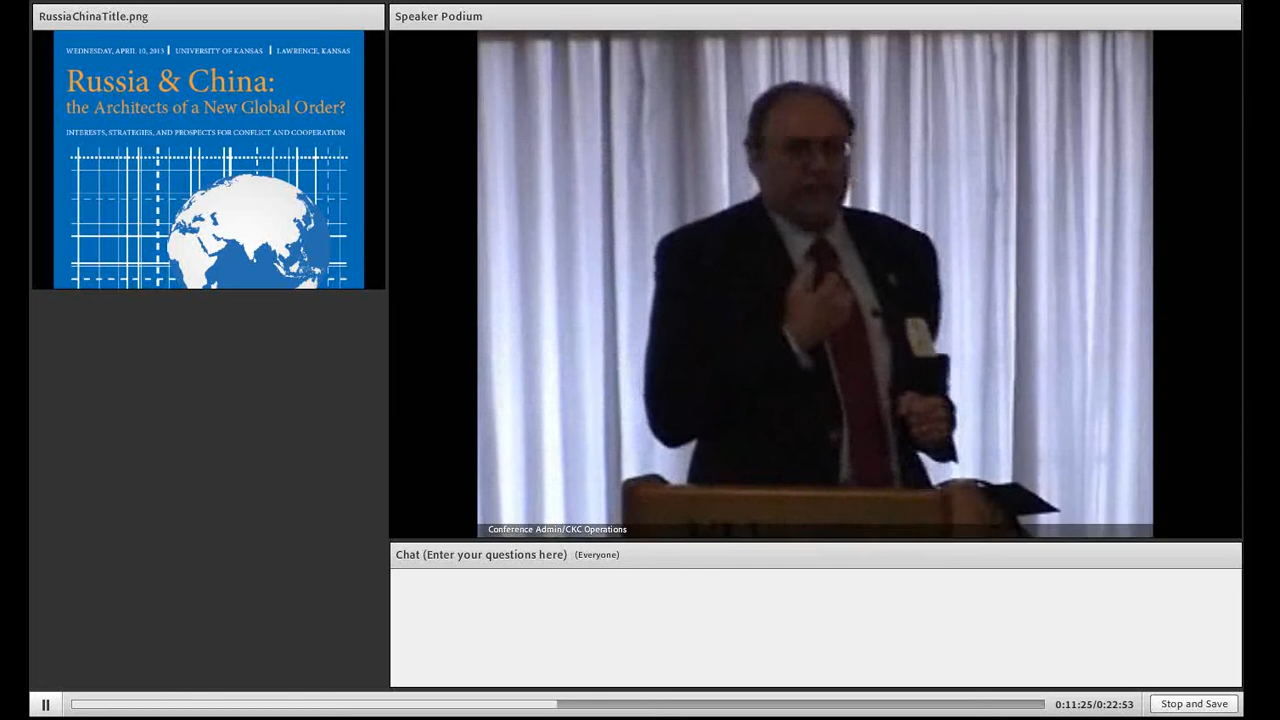 RussiaChinaTitle.png
WEDNESDAY, APRIL 10, 2013 | UNIVERSITY OF KANSAS | LAWRENCE, KANSAS
Russia & China:
the Architects of a New Global Order?
INTERESTS, STRATEGIES, AND PROSPECTS FOR CONFLICT AND COOPERATION
Speaker Podium
Conference Admin/CKC Operations
Chat (Enter your questions here) (Everyone)
0:11:25/0:22:53
Stop and Save